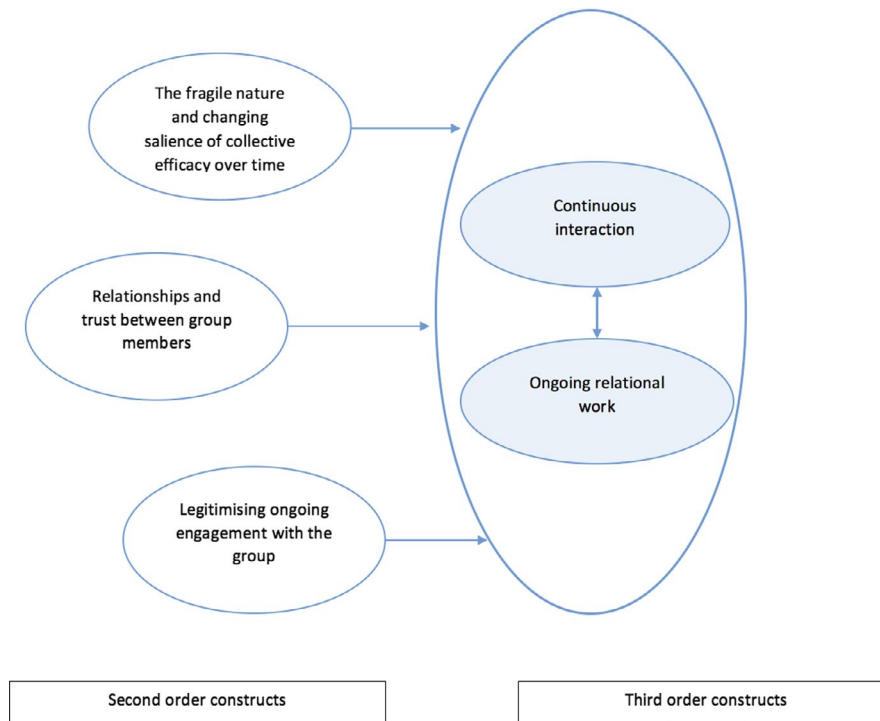 The fragile nature
and changing
salience of collective
efficacy over time
Continuous
interaction
Relationships and
trust between group
members
Ongoing relational
work
Legitimising ongoing
engagement with the
group
Second order constructs
Third order constructs